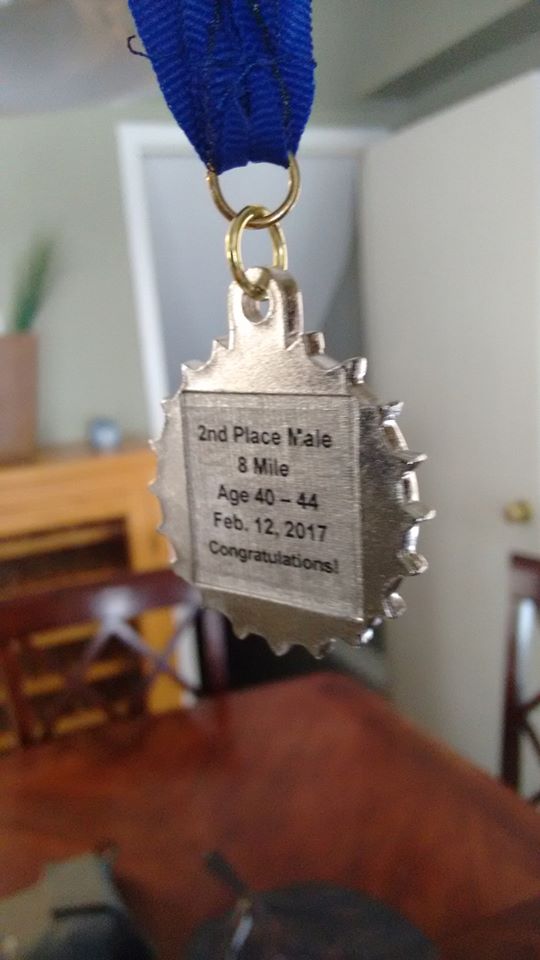 2nd Place Male
8 Mile
Age 40 – 44
Feb. 12, 2017
Congratulations!